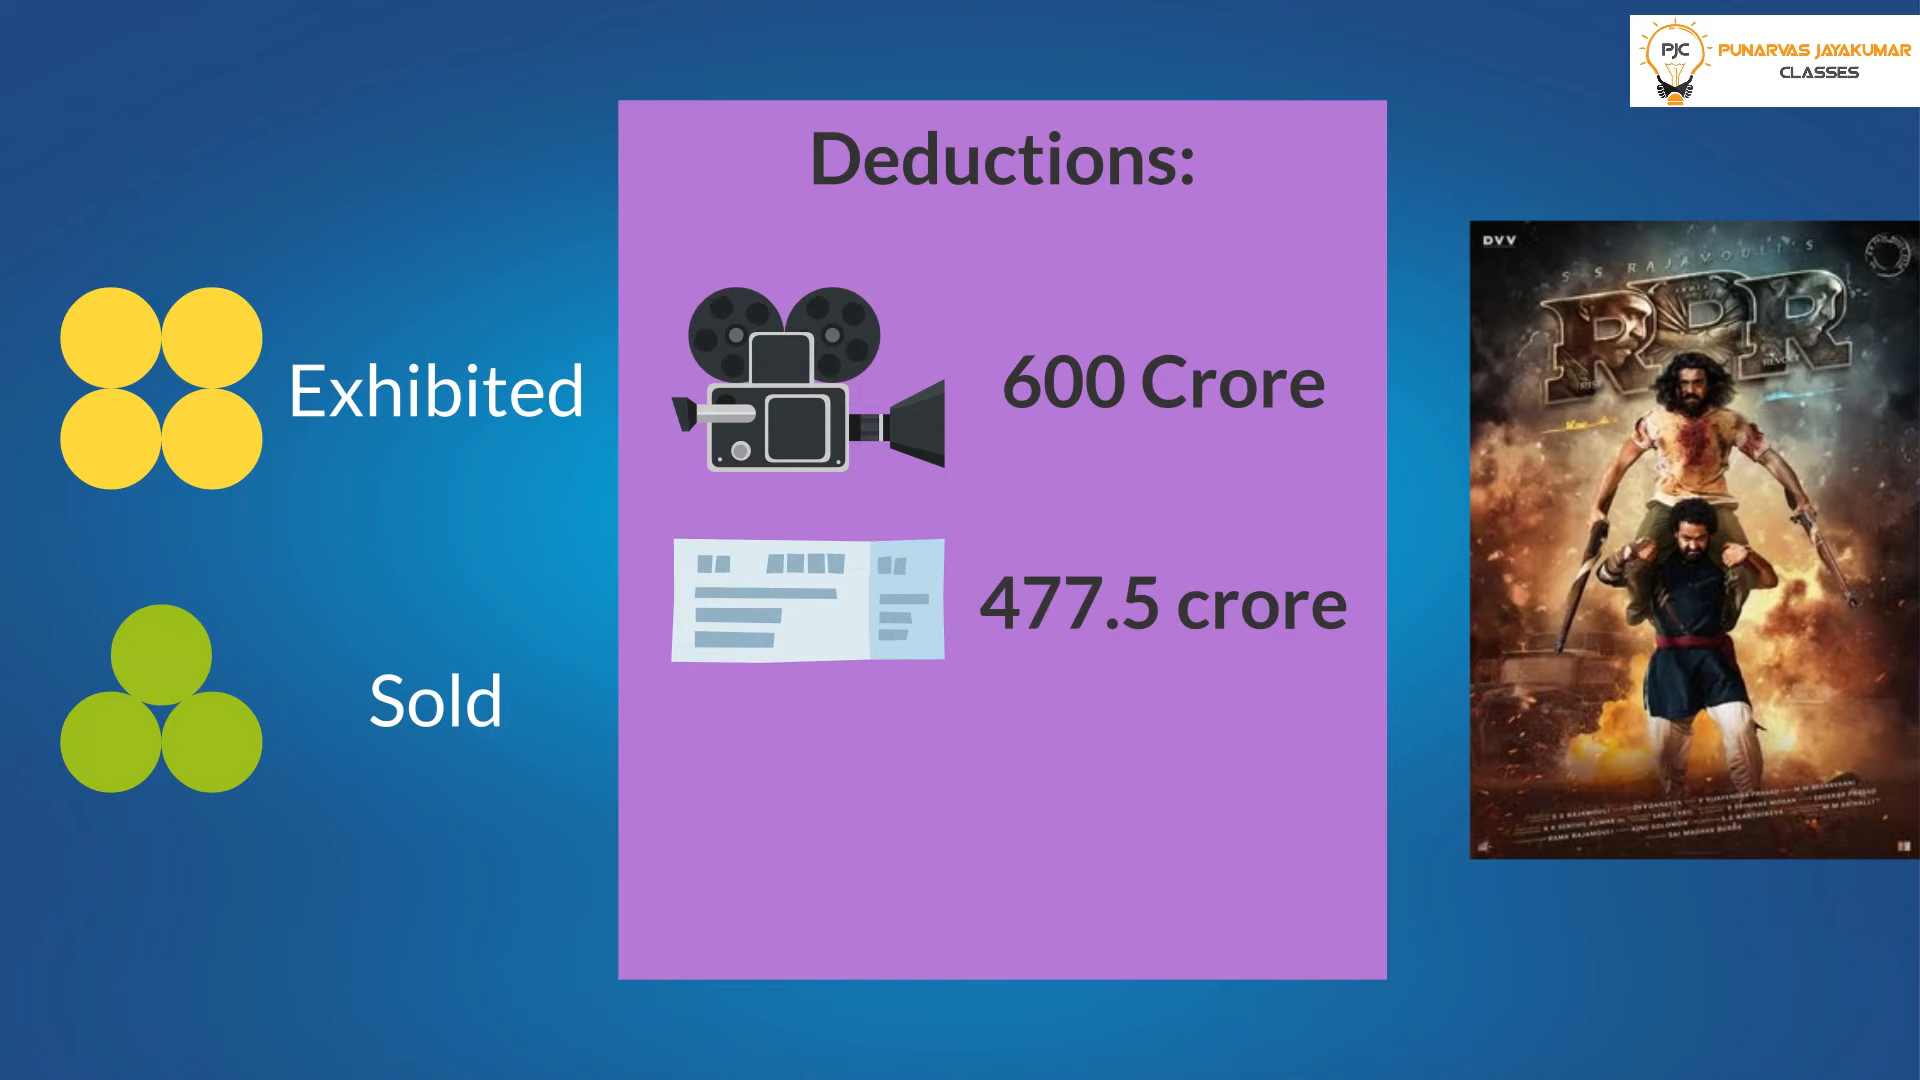 PJC
PUNARVAS JAYAKUMAR
CLASSES
Deductions:
Exhibited
600 Crore
477.5 crore
Sold
DVV
S S RAJAMOULI'S
RRR